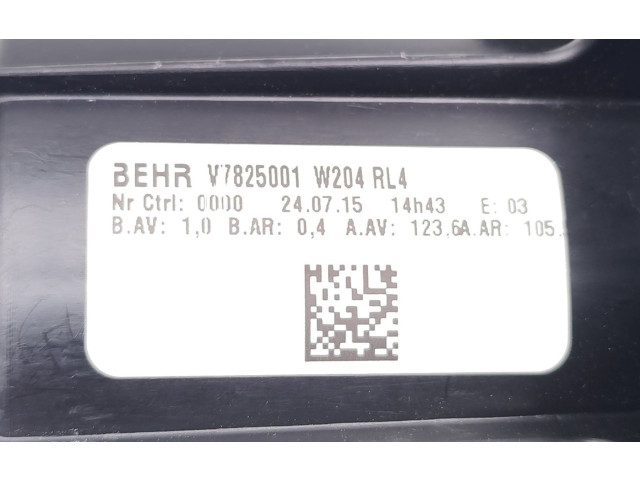 BEHR V7825001 W204 RL4
Nr Ctrl: 0000 24.07.15 14h43 E: 03
B.AV: 1,0 B.AR: 0,4 A.AV: 123,6A.AR: 105